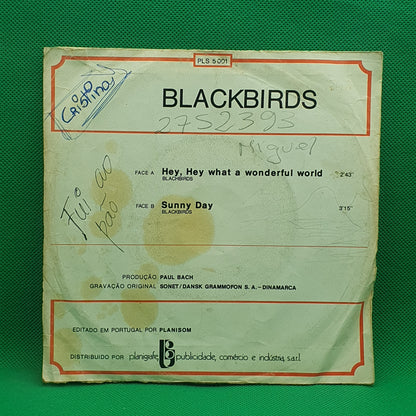 PLS 5001
Cristina
BLACKBIRDS
2752393
Miguel
FACE A Hey, Hey what a wonderful world 2'43"
BLACHBIRDS
Fui ao
pão
FACE B Sunny Day 3'15"
BLACKBIRDS
PRODUÇÃO PAUL BACH
GRAVAÇÃO ORIGINAL SONET/DANSK GRAMMOFON S. A. – DINAMARCA
EDITADO EM PORTUGAL POR PLANISOM
DISTRIBUIDO POR planigrafe, publicidade, comércio e indústria, s.a.r.l.